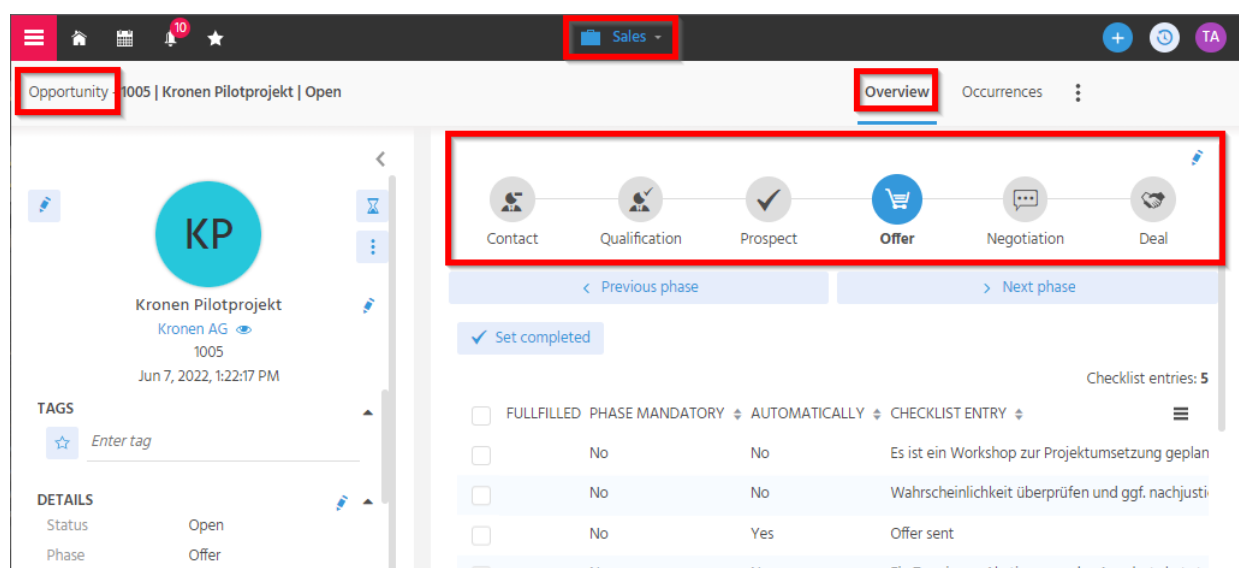 10
Sales
TA
Opportunity - 1005 | Kronen Pilotprojekt | Open
Overview
Occurrences
KP
Kronen Pilotprojekt
Kronen AG
1005
Jun 7, 2022, 1:22:17 PM
TAGS
Enter tag
DETAILS
Status Open
Phase Offer
Contact Qualification Prospect Offer Negotiation Deal
Previous phase
Next phase
Set completed
Checklist entries: 5
FULLFILLED PHASE MANDATORY AUTOMATICALLY CHECKLIST ENTRY
No No Es ist ein Workshop zur Projektumsetzung geplan
No No Wahrscheinlichkeit überprüfen und ggf. nachjusti
No Yes Offer sent